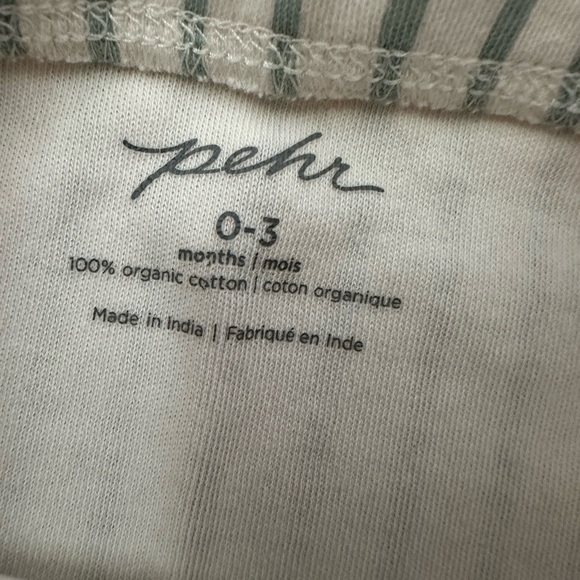 pehr
0-3
months / mois
100% organic cotton | coton organique
Made in India | Fabriqué en Inde